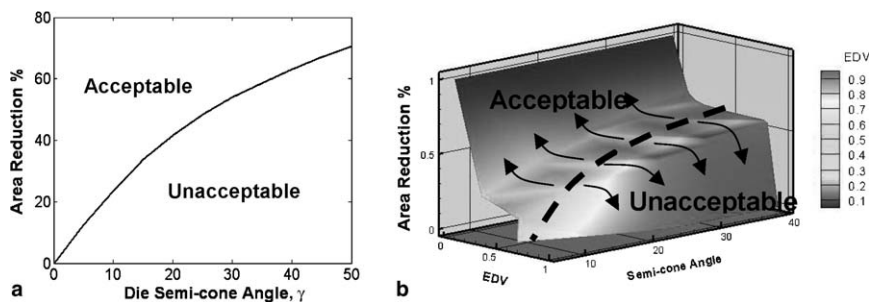 80
60
40
20
0
Area Reduction %
Acceptable
Unacceptable
0 10 20 30 40 50
Die Semi-cone Angle, γ
a
1
0.5
0
Area Reduction %
Acceptable
Unacceptable
0
0.5
1
EDV
10
20
30
40
Semi-cone Angle
EDV
0.9
0.8
0.7
0.6
0.5
0.4
0.3
0.2
0.1
b